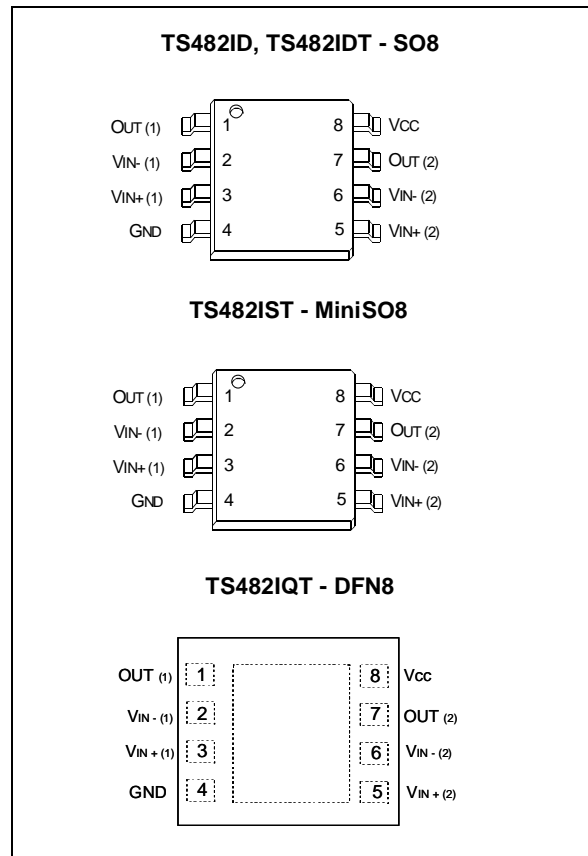 TS482ID, TS482IDT - SO8
OUT (1) 1 8 VCC
VIN- (1) 2 7 OUT (2)
VIN+ (1) 3 6 VIN- (2)
GND 4 5 VIN+ (2)
TS482IST - MiniSO8
OUT (1) 1 8 VCC
VIN- (1) 2 7 OUT (2)
VIN+ (1) 3 6 VIN- (2)
GND 4 5 VIN+ (2)
TS482IQT - DFN8
OUT (1) 1 8 Vcc
VIN - (1) 2 7 OUT (2)
VIN + (1) 3 6 VIN - (2)
GND 4 5 VIN + (2)